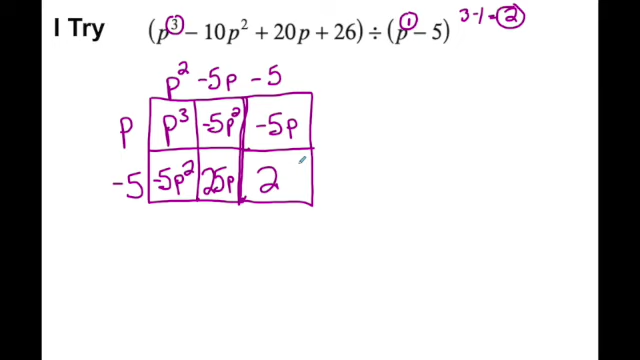 I Try (p³ − 10p² + 20p + 26) ÷ (p¹ − 5) 3-1=2
p² -5p -5
p p³ -5p² -5p
-5 -5p² 25p 2